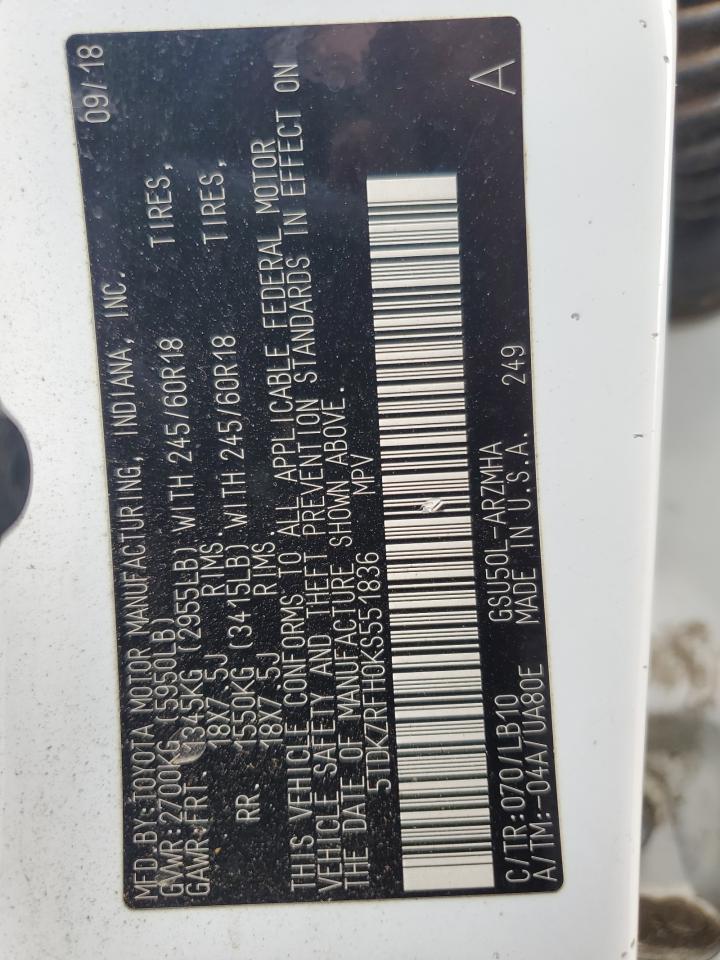 MFD.BY:TOYOTA MOTOR MANUFACTURING, INDIANA, INC. 09/18
GVWR:2700KG (5950LB)
GAWR:FRT. 1345KG (2955LB) WITH 245/60R18 TIRES,
18X7.5J RIMS.
RR. 1550KG (3415LB) WITH 245/60R18 TIRES,
18X7.5J RIMS.
THIS VEHICLE CONFORMS TO ALL APPLICABLE FEDERAL MOTOR
VEHICLE SAFETY AND THEFT PREVENTION STANDARDS IN EFFECT ON
THE DATE OF MANUFACTURE SHOWN ABOVE.
5TDKZRFH0KS551836 MPV
C/TR:070/LB10 GSU50L-ARZMHA A
A/TM:-04A/UA80E MADE IN U.S.A. 249